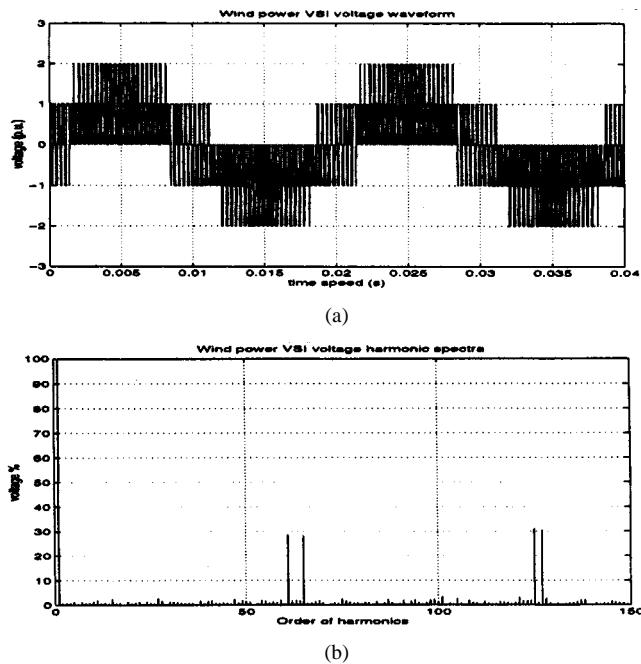 Wind power VSI voltage waveform
voltage (p.u.)
3
2
1
0
−1
−2
−3
0 0.005 0.01 0.015 0.02 0.025 0.03 0.035 0.04
time speed (s)
(a)
Wind power VSI voltage harmonic spectra
voltage %
100
90
80
70
60
50
40
30
20
10
0
0 50 100 150
Order of harmonics
(b)